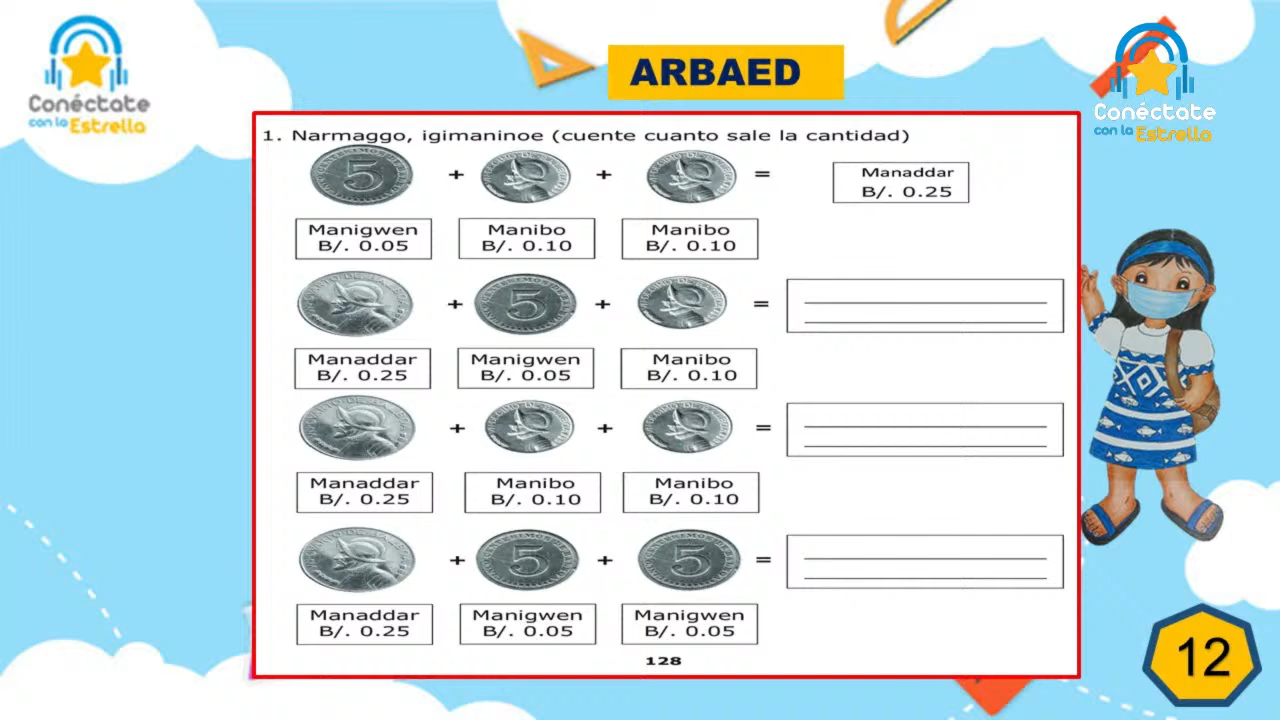 Conéctate
con la Estrella
ARBAED
Conéctate
con la Estrella
1. Narmaggo, igimaninoe (cuente cuanto sale la cantidad)
5 + + = Manaddar
B/. 0.25
Manigwen Manibo Manibo
B/. 0.05 B/. 0.10 B/. 0.10
+ 5 + =
Manaddar Manigwen Manibo
B/. 0.25 B/. 0.05 B/. 0.10
+ + =
Manaddar Manibo Manibo
B/. 0.25 B/. 0.10 B/. 0.10
+ 5 + 5 =
Manaddar Manigwen Manigwen
B/. 0.25 B/. 0.05 B/. 0.05
128
12